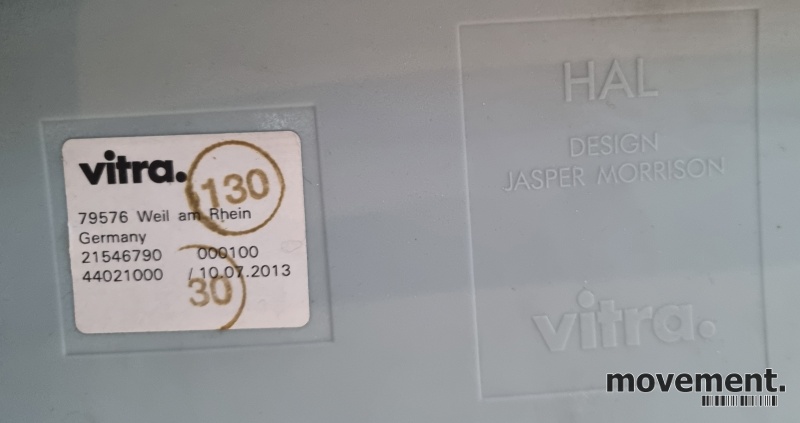 vitra.
130
79576 Weil am Rhein
Germany
21546790 000100
44021000 / 10.07.2013
30
HAL
DESIGN
JASPER MORRISON
vitra.
movement.